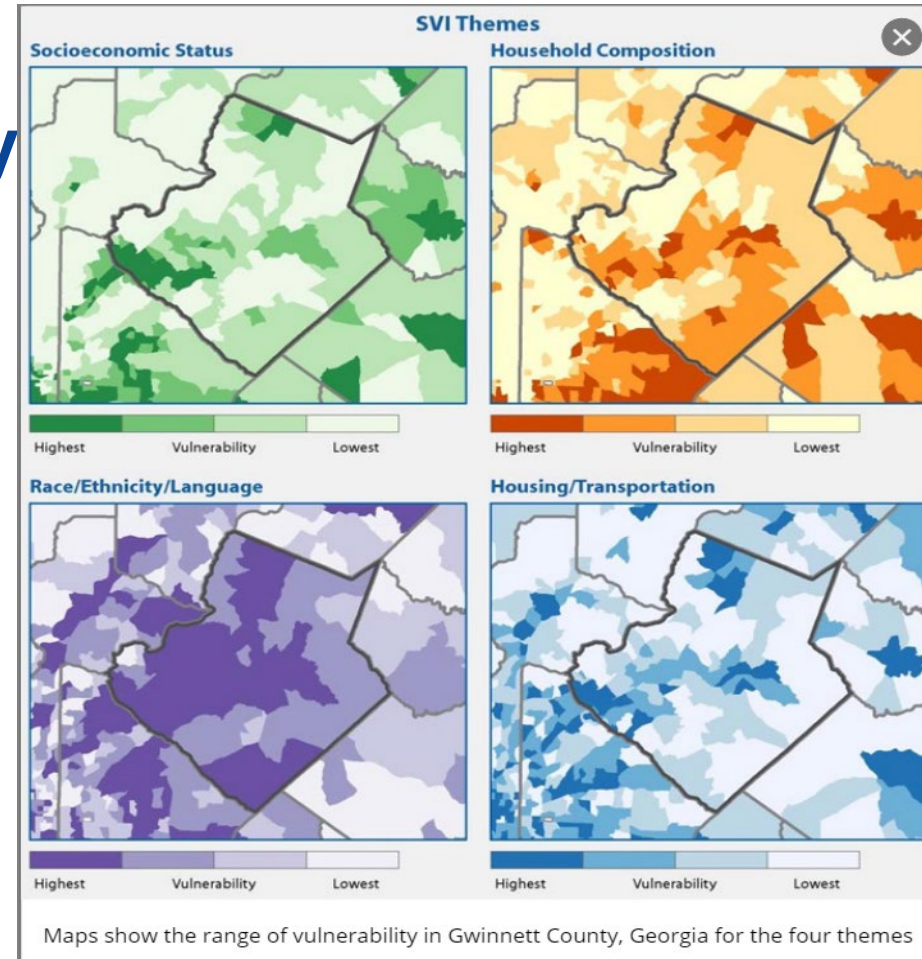 y
SVI Themes
Socioeconomic Status
Household Composition
Highest Vulnerability Lowest
Highest Vulnerability Lowest
Race/Ethnicity/Language
Housing/Transportation
Highest Vulnerability Lowest
Highest Vulnerability Lowest
Maps show the range of vulnerability in Gwinnett County, Georgia for the four themes